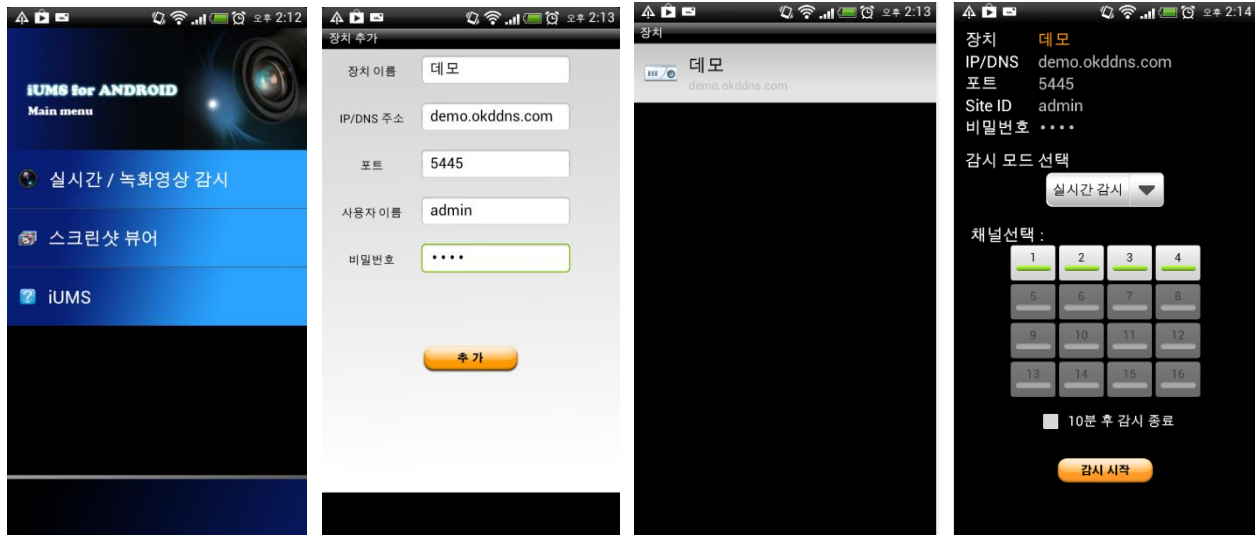 오후 2:12
iUMS for ANDROID
Main menu
실시간 / 녹화영상 감시
스크린샷 뷰어
iUMS
오후 2:13
장치 추가
장치 이름 데모
IP/DNS 주소 demo.okddns.com
포트 5445
사용자 이름 admin
비밀번호 ••••
추 가
오후 2:13
장치
데모
demo.okddns.com
오후 2:14
장치 데모
IP/DNS demo.okddns.com
포트 5445
Site ID admin
비밀번호 ••••
감시 모드 선택
실시간 감시
채널선택 :
1 2 3 4
5 6 7 8
9 10 11 12
13 14 15 16
10분 후 감시 종료
감시 시작